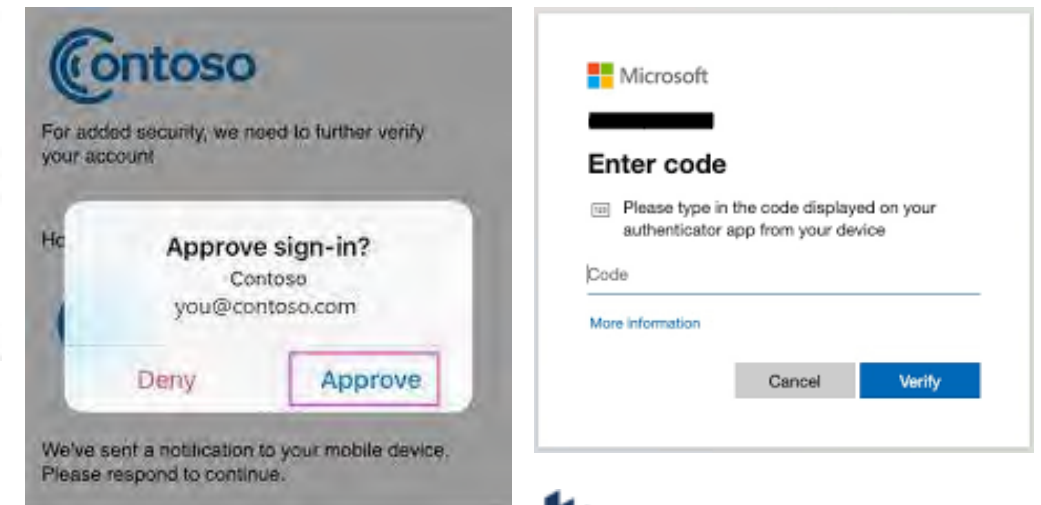 Contoso
For added security, we need to further verify
your account
Ho
Approve sign-in?
Contoso
you@contoso.com
Deny
Approve
We've sent a notification to your mobile device.
Please respond to continue.
Microsoft
Enter code
123
Please type in the code displayed on your
authenticator app from your device
Code
More information
Cancel
Verify